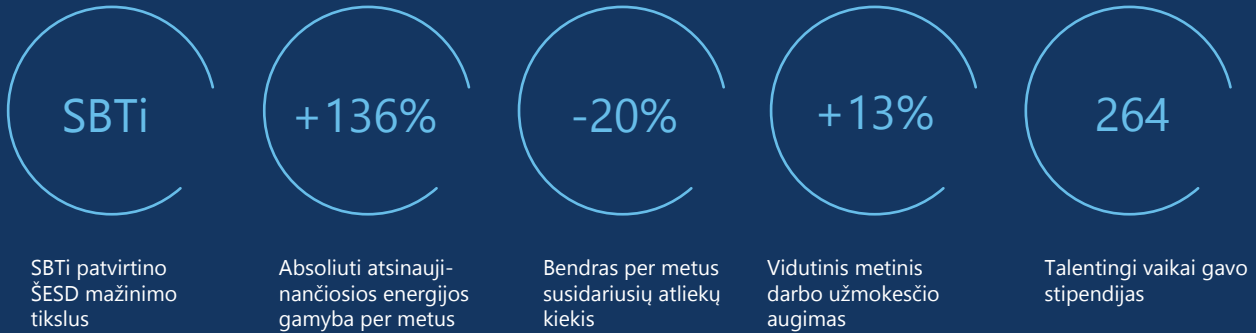 SBTi
+136%
-20%
+13%
264
SBTi patvirtino
ŠESD mažinimo
tikslus
Absoliuti atsinauji-
nančiosios energijos
gamyba per metus
Bendras per metus
susidariusių atliekų
kiekis
Vidutinis metinis
darbo užmokesčio
augimas
Talentingi vaikai gavo
stipendijas